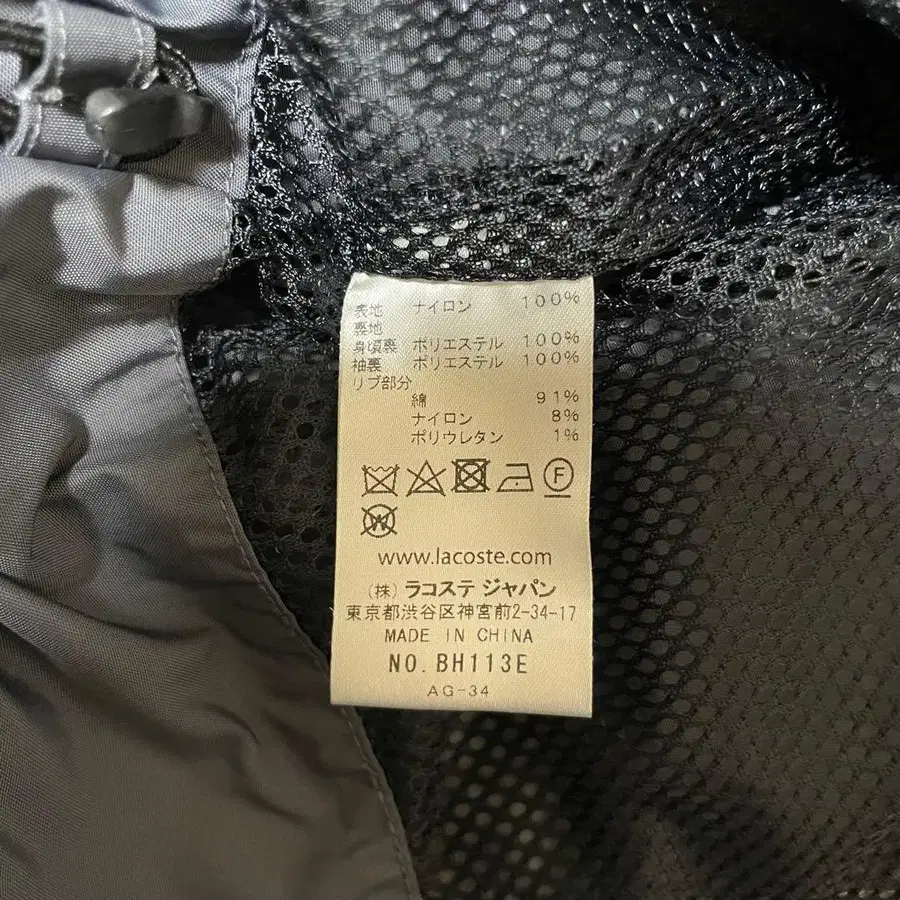 表地 ナイロン 100%
裏地
身頃裏 ポリエステル 100%
袖裏 ポリエステル 100%
リブ部分
綿 91%
ナイロン 8%
ポリウレタン 1%
F
W
www.lacoste.com
(株) ラコステ ジャパン
東京都渋谷区神宮前2-34-17
MADE IN CHINA
NO. BH113E
AG-34